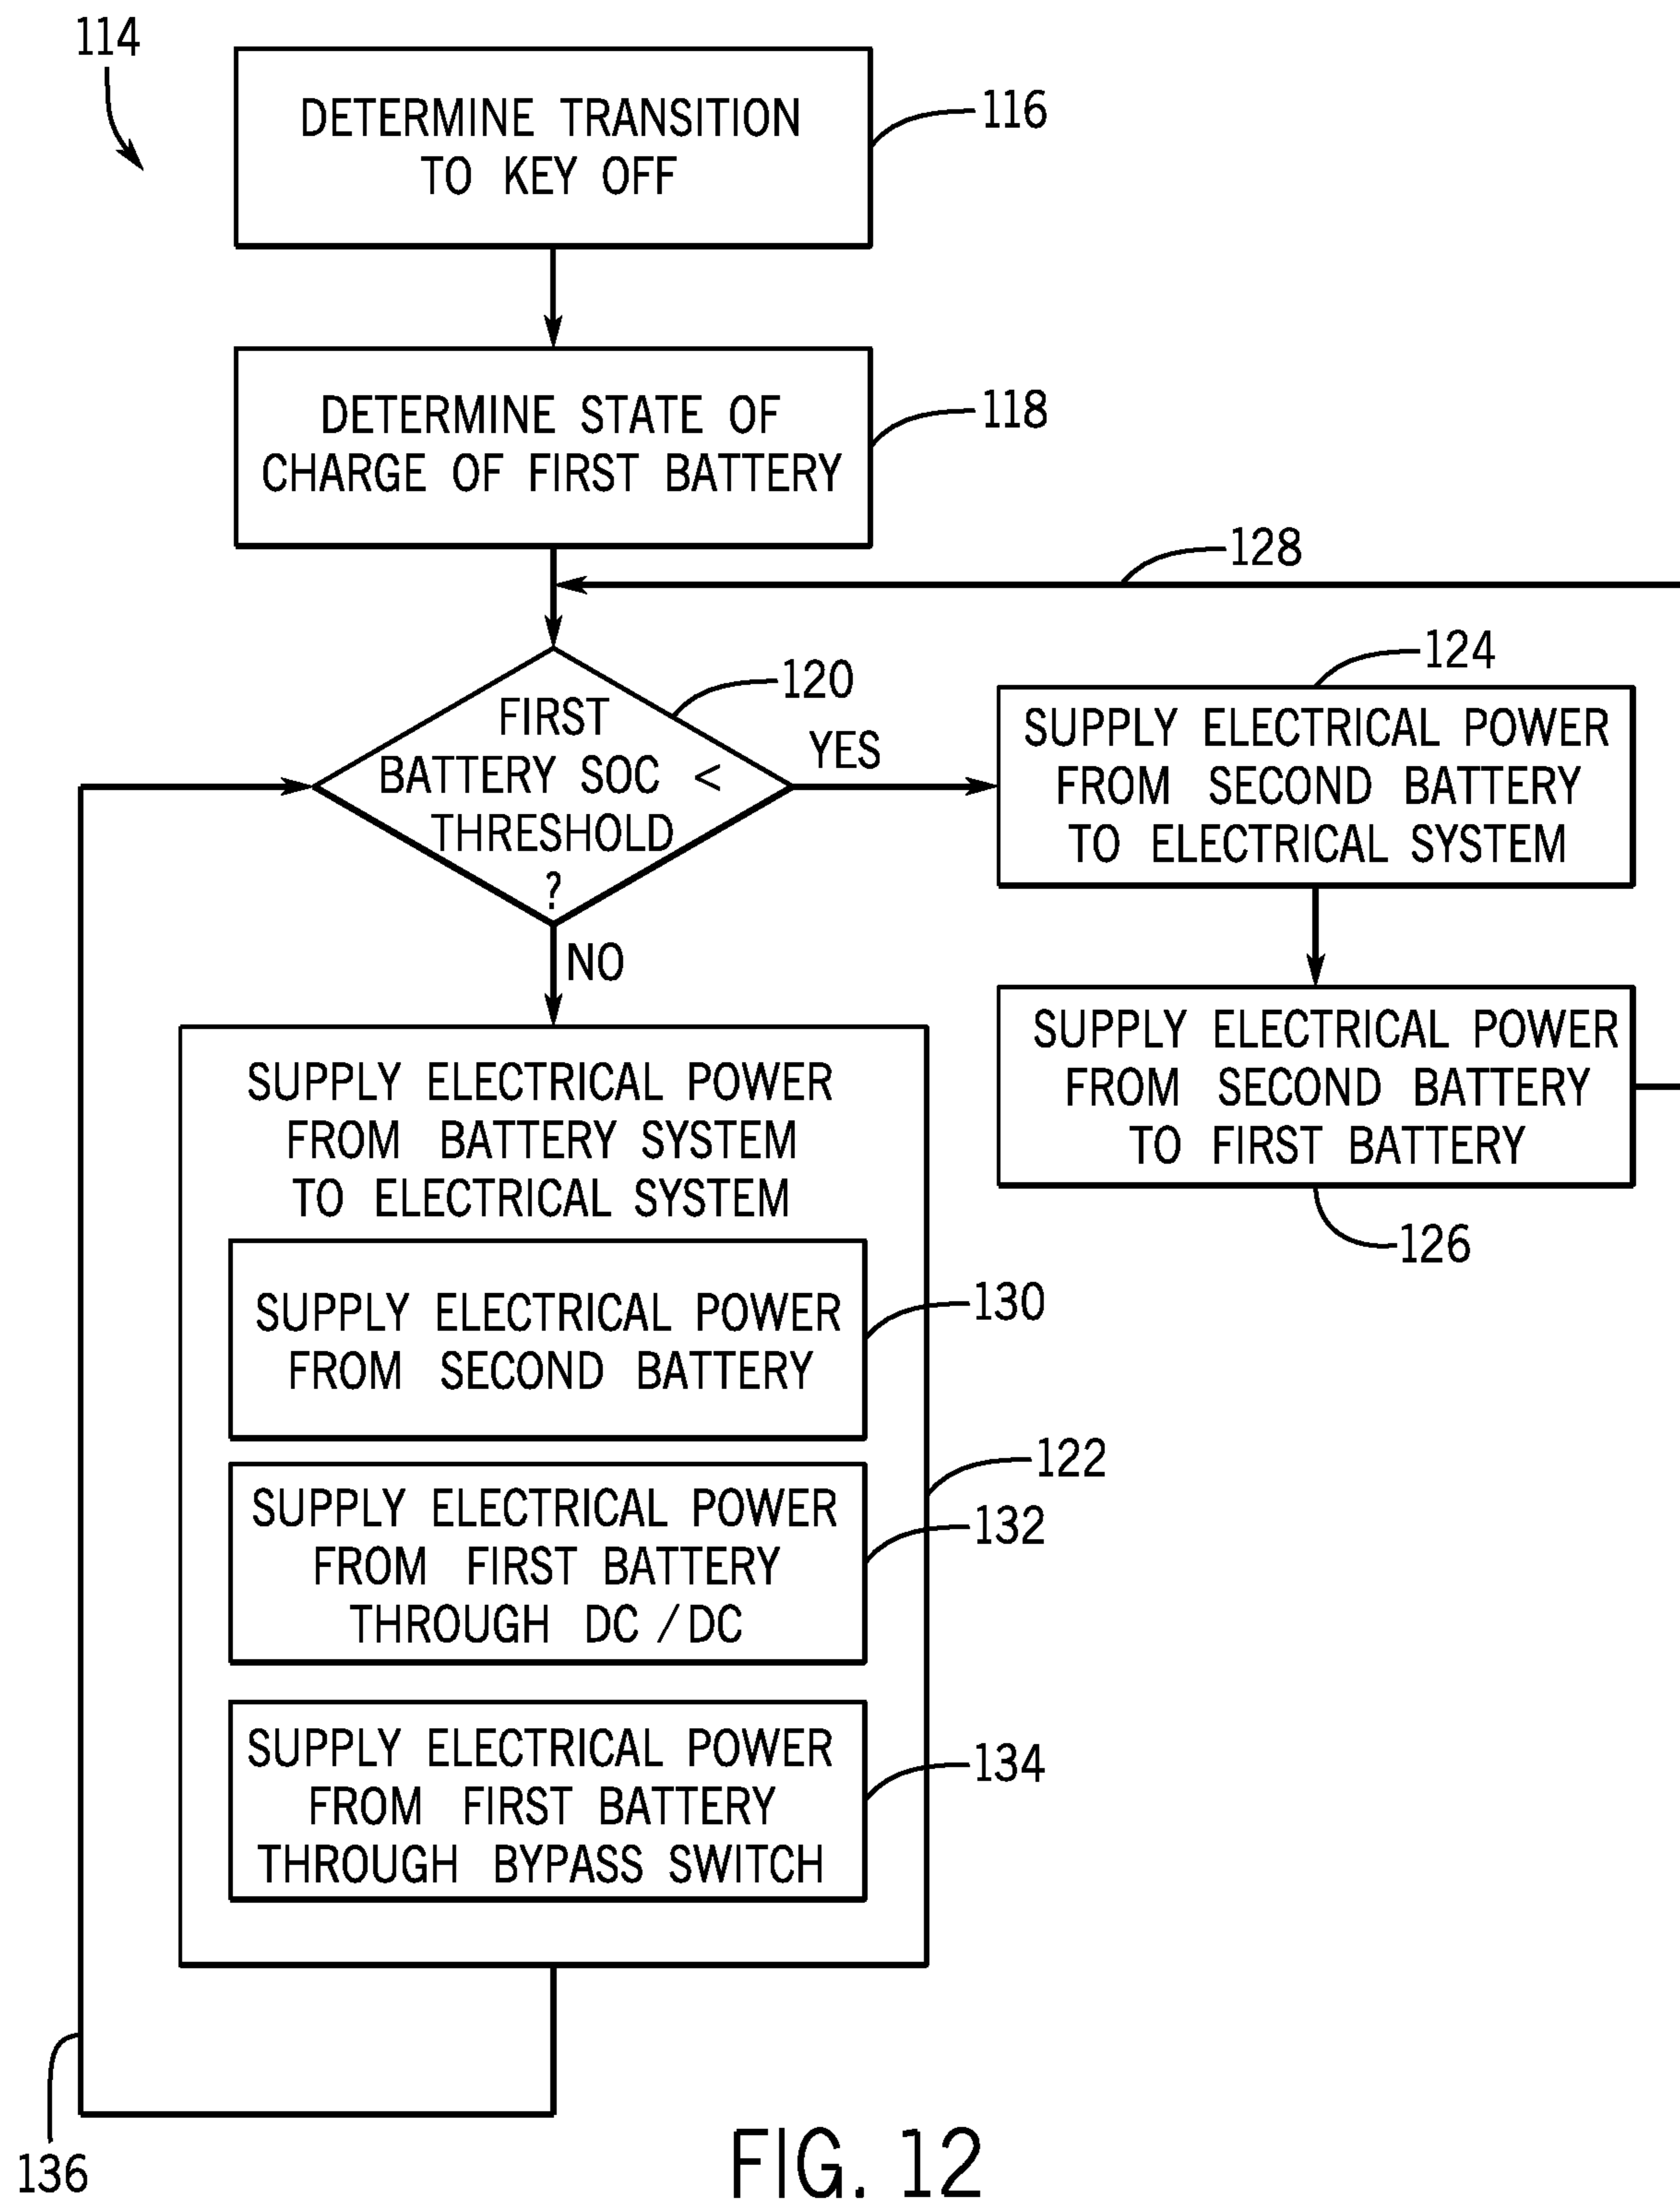 114
DETERMINE TRANSITION
TO KEY OFF
116
DETERMINE STATE OF
CHARGE OF FIRST BATTERY
118
128
FIRST
BATTERY SOC <
THRESHOLD
?
120
YES
NO
124
SUPPLY ELECTRICAL POWER
FROM SECOND BATTERY
TO ELECTRICAL SYSTEM
SUPPLY ELECTRICAL POWER
FROM SECOND BATTERY
TO FIRST BATTERY
126
SUPPLY ELECTRICAL POWER
FROM BATTERY SYSTEM
TO ELECTRICAL SYSTEM
SUPPLY ELECTRICAL POWER
FROM SECOND BATTERY
130
122
SUPPLY ELECTRICAL POWER
FROM FIRST BATTERY
THROUGH DC / DC
132
SUPPLY ELECTRICAL POWER
FROM FIRST BATTERY
THROUGH BYPASS SWITCH
134
136
FIG. 12